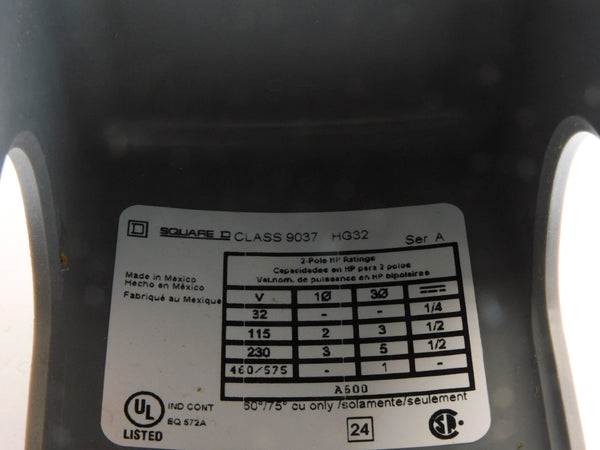 SQUARE D CLASS 9037 HG32 Ser A
Made in Mexico
Hecho en Mexico
Fabriqué au Mexique
2-Pole HP Ratings
Capacidades en HP para 2 polos
Val.nom. de puissance en HP bipolaires
V 1Ø 3Ø
32 - - 1/4
115 2 3 1/2
230 3 5 1/2
460/575 - 1 -
A600
60°/75° cu only /solamente/seulement
UL
LISTED
IND CONT
EQ 572A
24